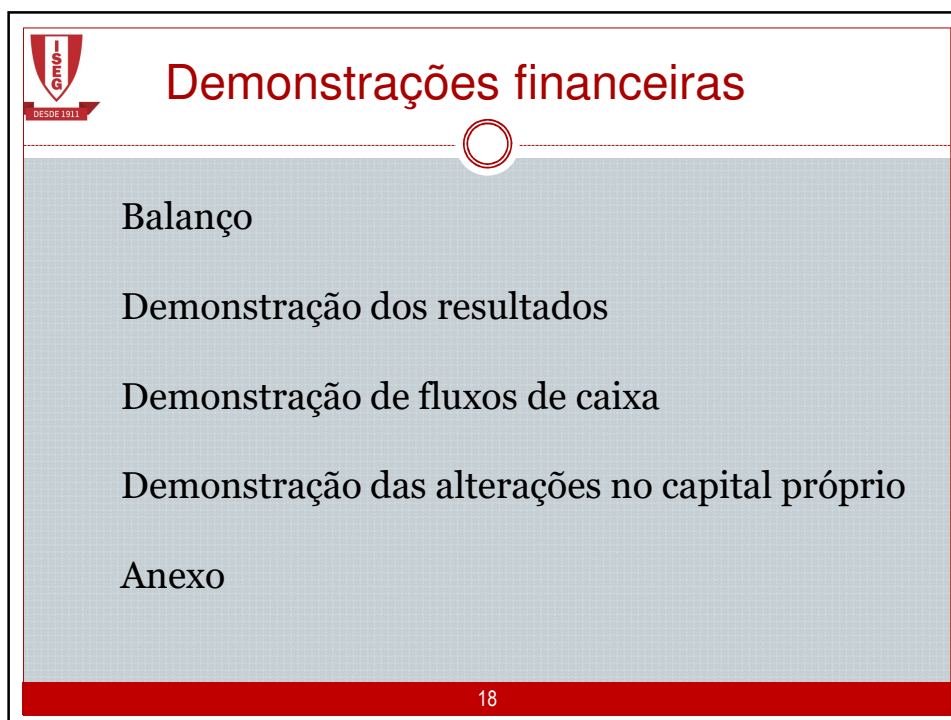 ISEG
DESDE 1911
Demonstrações financeiras
Balanço
Demonstração dos resultados
Demonstração de fluxos de caixa
Demonstração das alterações no capital próprio
Anexo
18